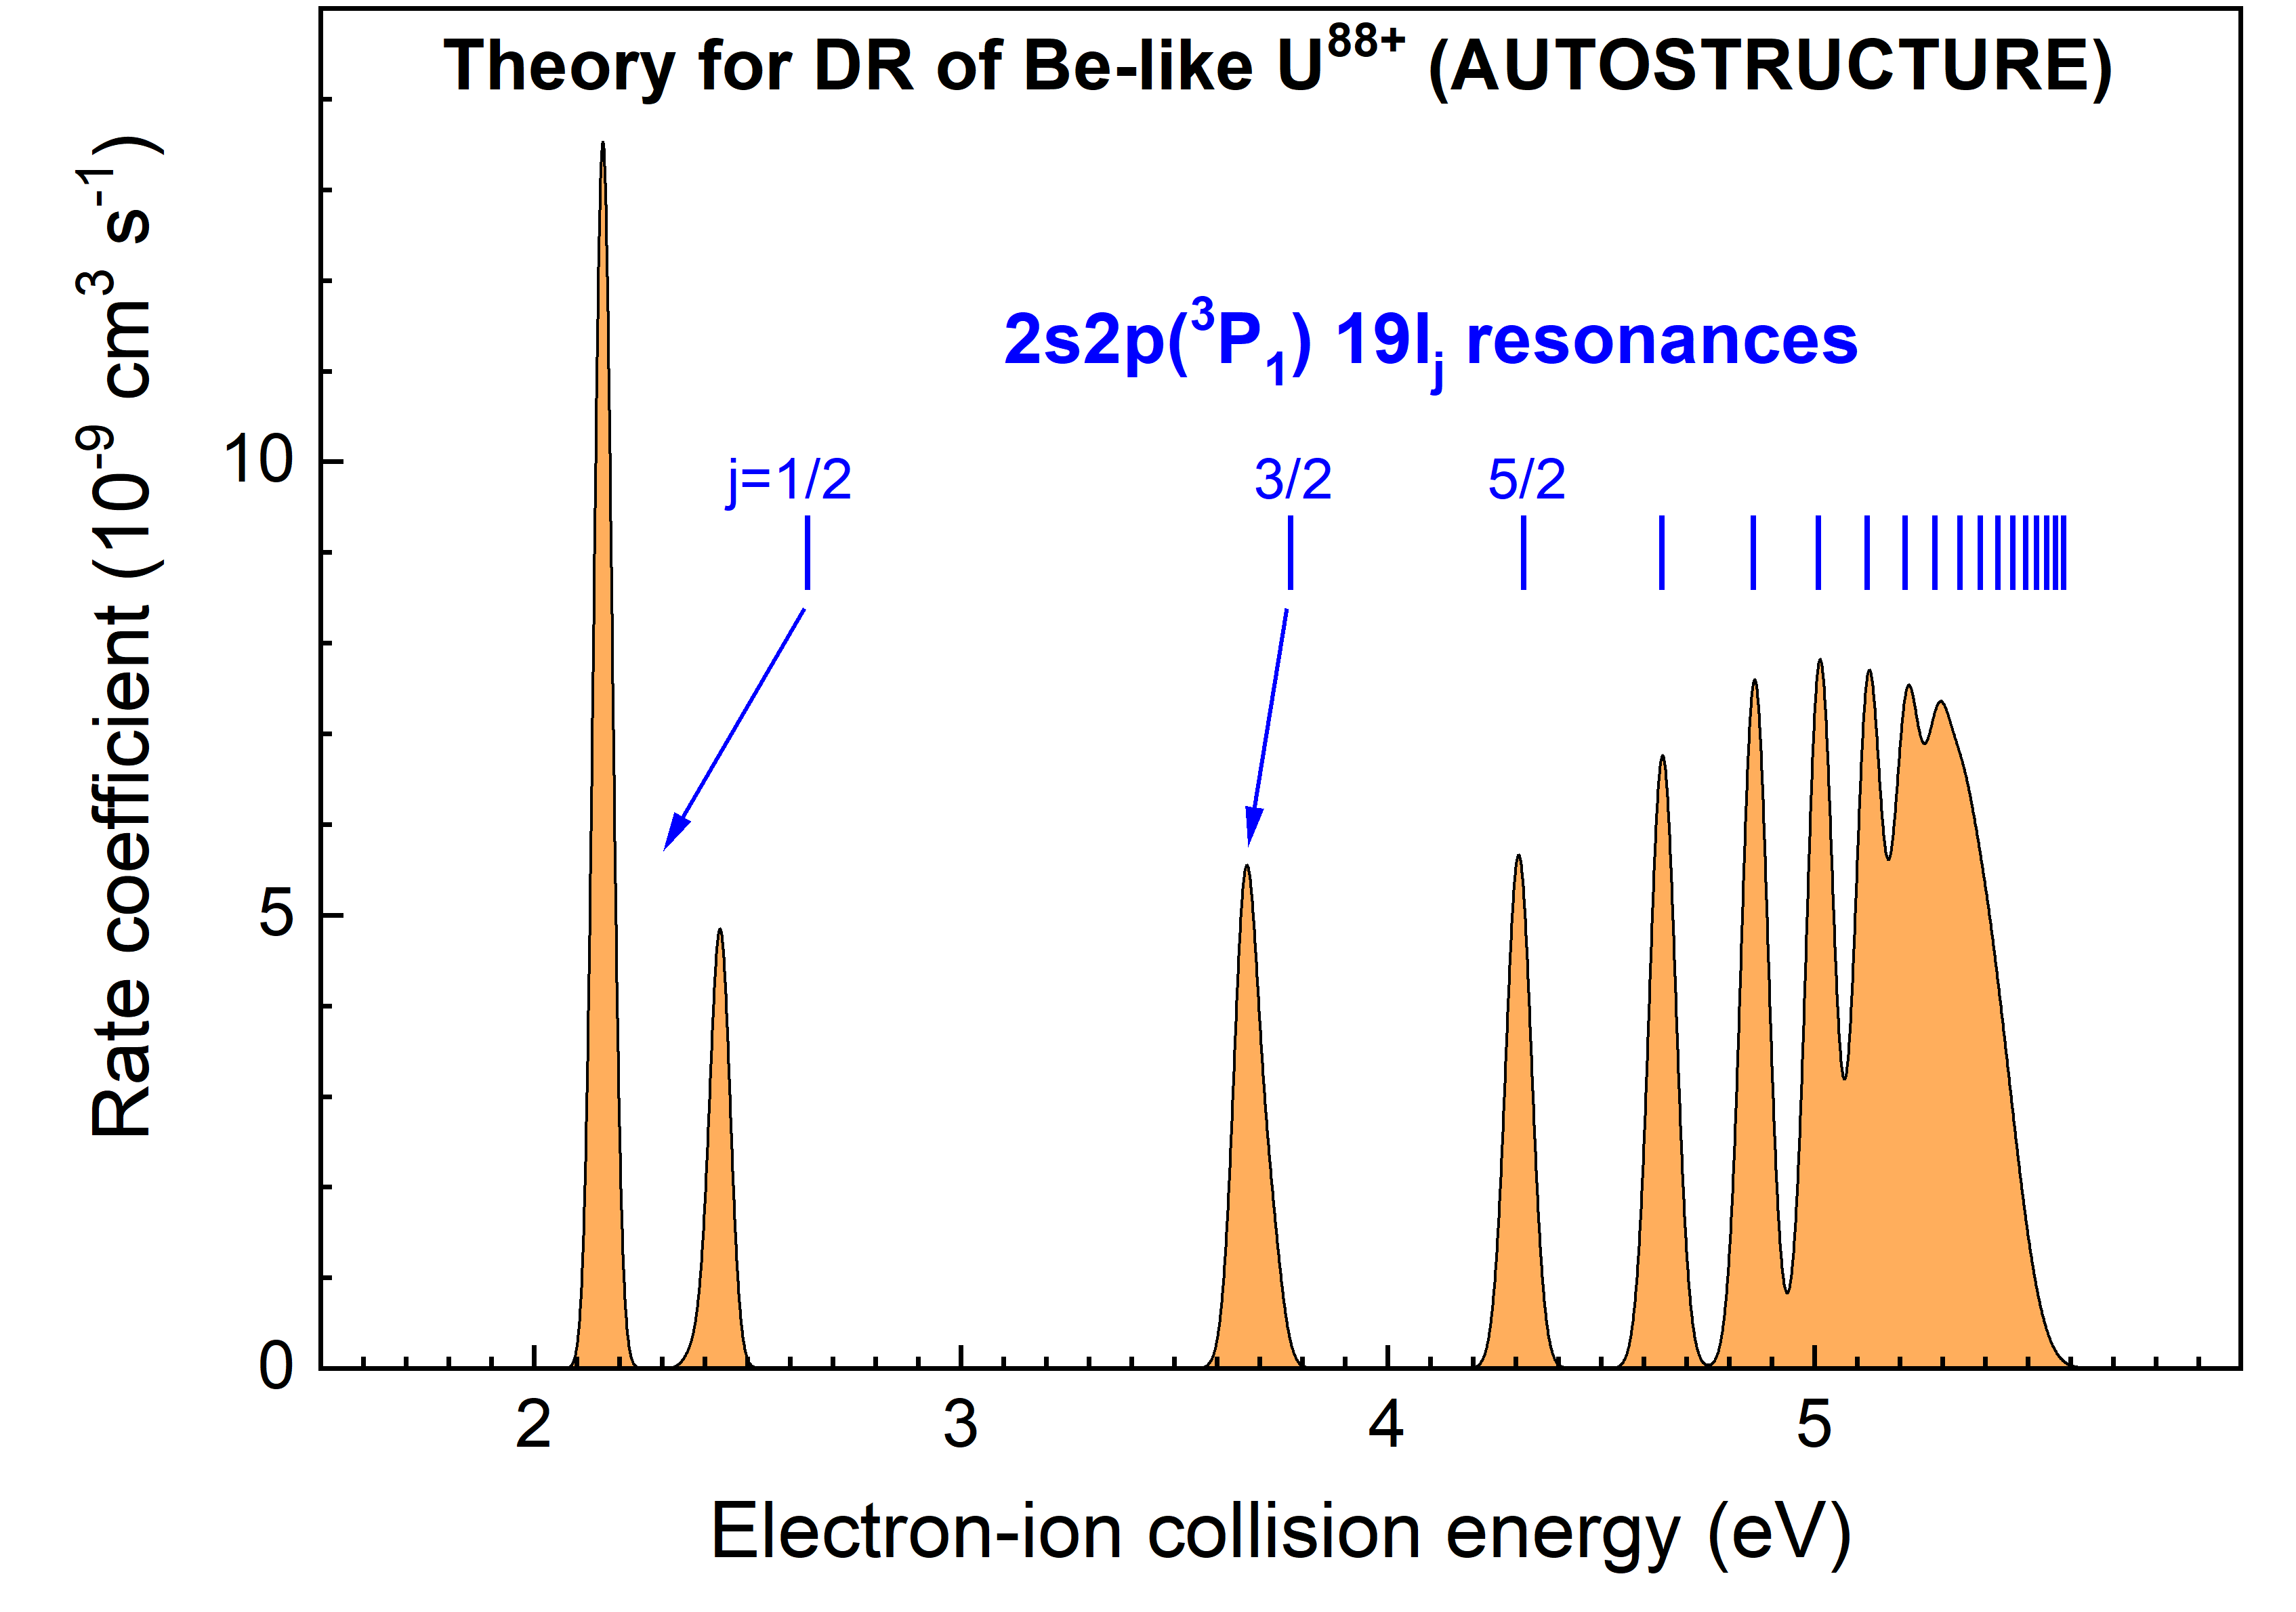 Theory for DR of Be-like U⁸⁸⁺ (AUTOSTRUCTURE)
2s2p(³P₁) 19lⱼ resonances
j=1/2 3/2 5/2
Rate coefficient (10⁻⁹ cm³ s⁻¹)
10
5
0
2 3 4 5
Electron-ion collision energy (eV)